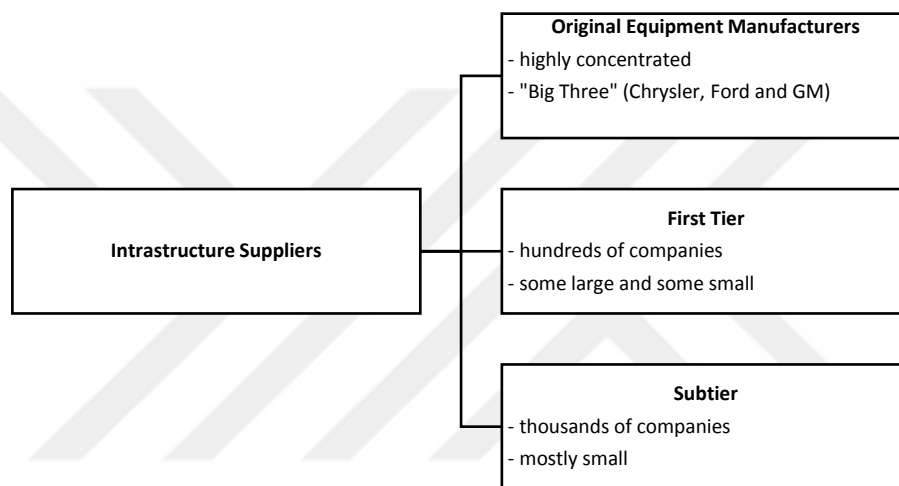 Original Equipment Manufacturers
- highly concentrated
- "Big Three" (Chrysler, Ford and GM)
Intrastructure Suppliers
First Tier
- hundreds of companies
- some large and some small
Subtier
- thousands of companies
- mostly small